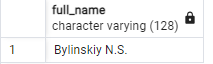 full_name
character varying (128)
1
Bylinskiy N.S.